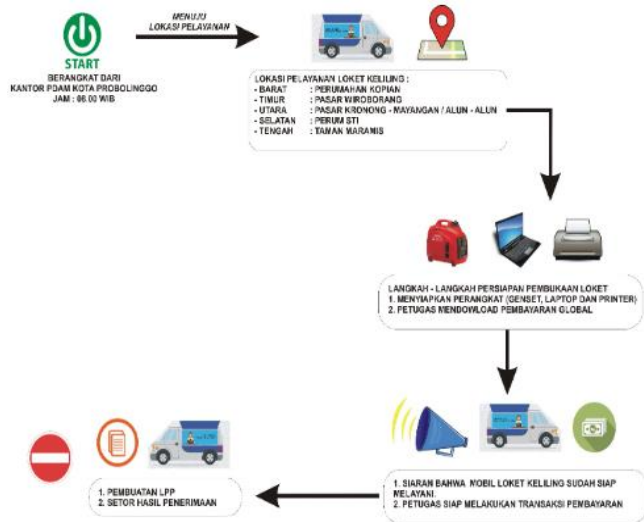 MENUJU
LOKASI PELAYANAN
START
BERANGKAT DARI
KANTOR PDAM KOTA PROBOLINGGO
JAM : 08.00 WIB
LOKASI PELAYANAN LOKET KELILING :
- BARAT : PERUMAHAN KOPIAN
- TIMUR : PASAR WIROBORANG
- UTARA : PASAR KRONONG - MAYANGAN / ALUN - ALUN
- SELATAN : PERUM STI
- TENGAH : TAMAN MARAMIS
LANGKAH - LANGKAH PERSIAPAN PEMBUKAAN LOKET
1. MENYIAPKAN PERANGKAT (GENSET, LAPTOP DAN PRINTER)
2. PETUGAS MENDOWLOAD PEMBAYARAN GLOBAL
1. SIARAN BAHWA MOBIL LOKET KELILING SUDAH SIAP
MELAYANI.
2. PETUGAS SIAP MELAKUKAN TRANSAKSI PEMBAYARAN
1. PEMBUATAN LPP
2. SETOR HASIL PENERIMAAN